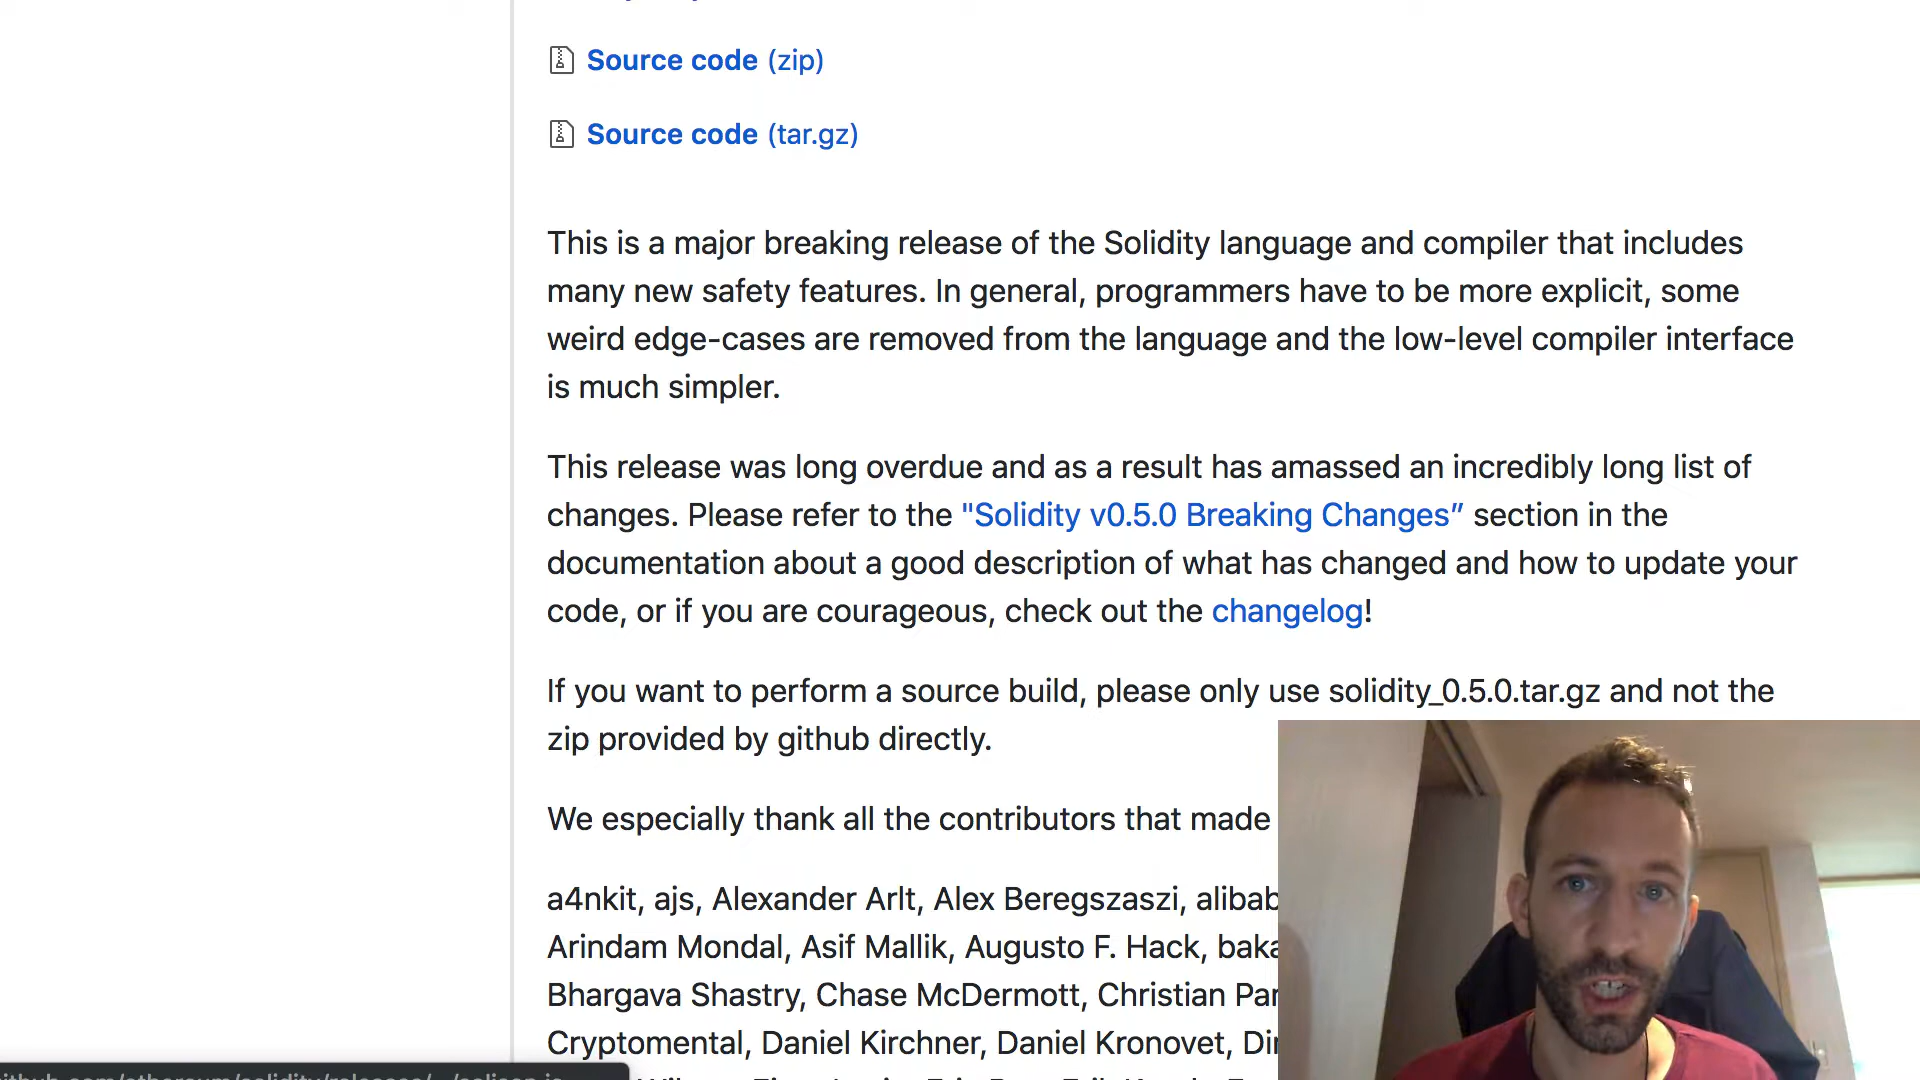 Source code (zip)
Source code (tar.gz)
This is a major breaking release of the Solidity language and compiler that includes
many new safety features. In general, programmers have to be more explicit, some
weird edge-cases are removed from the language and the low-level compiler interface
is much simpler.
This release was long overdue and as a result has amassed an incredibly long list of
changes. Please refer to the "Solidity v0.5.0 Breaking Changes” section in the
documentation about a good description of what has changed and how to update your
code, or if you are courageous, check out the changelog!
If you want to perform a source build, please only use solidity_0.5.0.tar.gz and not the
zip provided by github directly.
We especially thank all the contributors that made
a4nkit, ajs, Alexander Arlt, Alex Beregszaszi, alibab
Arindam Mondal, Asif Mallik, Augusto F. Hack, baka
Bhargava Shastry, Chase McDermott, Christian Par
Cryptomental, Daniel Kirchner, Daniel Kronovet, Dir